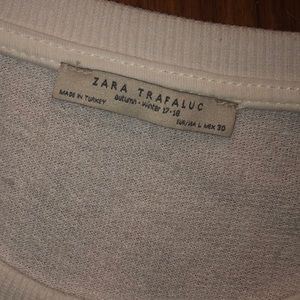 ZARA TRAFALUC
autumn - winter 17-18
MADE IN TURKEY
EUR/USA L MEX 30